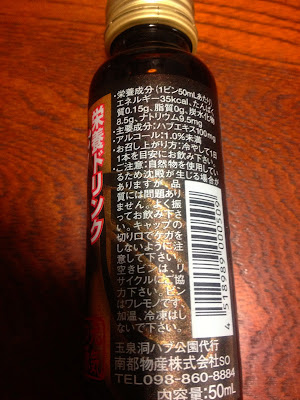 ・栄養成分(1ビン50mLあたり)
エネルギー35kcal、たんぱく
質0.15g、脂質0g、炭水化物
8.5g、ナトリウム9.5mg
・主要成分：ハブエキス100mg
・アルコール：1.0%未満
・お召し上がり方：冷やして1日
1本を目安にお飲み下さい。
・ご注意：自然物を使用してい
るため沈殿が生じる場合が
ありますが、品
質には問題あり
ません。よく振
ってお飲み下さ
い。キャップの
切り口でケガを
しないように注
意して下さい。
空きビンは、リ
サイクルにご協
力下さい。ビン
はワレモノです。
加温、冷凍はし
ないで下さい。
玉泉洞ハブ公園代行
南都物産株式会社SO
TEL098-860-8884
内容量:50mL
栄養ドリンク
4 518989 000509